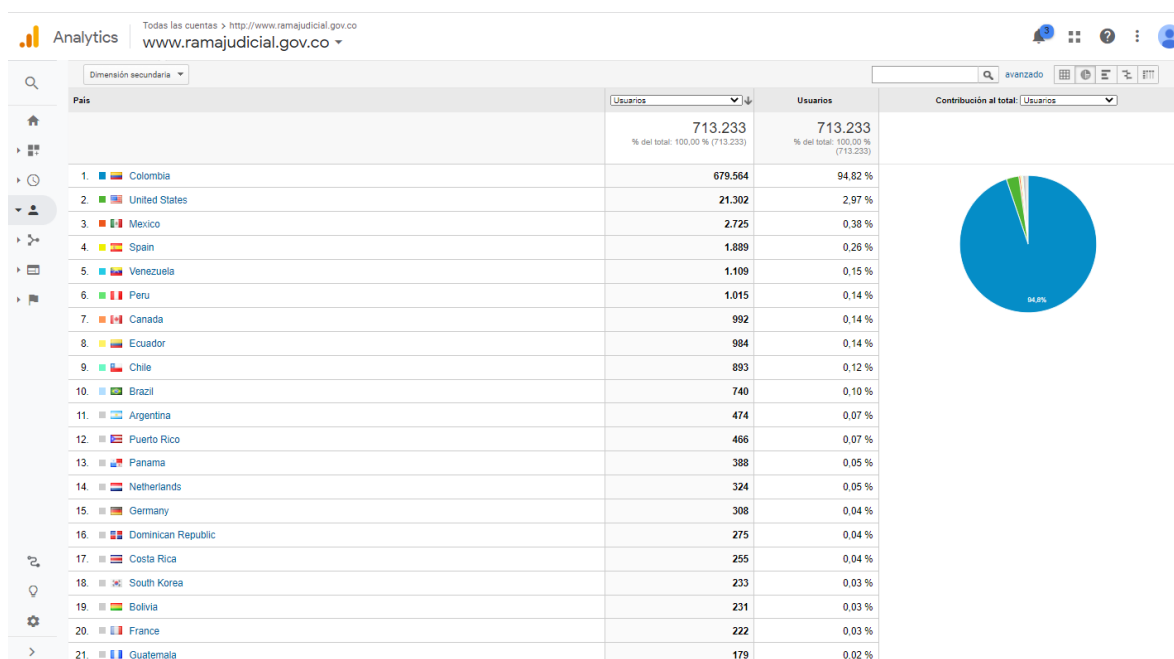 Todas las cuentas > http://www.ramajudicial.gov.co
Analytics www.ramajudicial.gov.co
3
Dimensión secundaria
avanzado
País Usuarios Usuarios Contribución al total: Usuarios
713.233 713.233
% del total: 100,00 % (713.233) % del total: 100,00 %
(713.233)
1. Colombia 679.564 94,82 %
2. United States 21.302 2,97 %
3. Mexico 2.725 0,38 %
4. Spain 1.889 0,26 %
5. Venezuela 1.109 0,15 %
6. Peru 1.015 0,14 %
7. Canada 992 0,14 %
8. Ecuador 984 0,14 %
9. Chile 893 0,12 %
10. Brazil 740 0,10 %
11. Argentina 474 0,07 %
12. Puerto Rico 466 0,07 %
13. Panama 388 0,05 %
14. Netherlands 324 0,05 %
15. Germany 308 0,04 %
16. Dominican Republic 275 0,04 %
17. Costa Rica 255 0,04 %
18. South Korea 233 0,03 %
19. Bolivia 231 0,03 %
20. France 222 0,03 %
21. Guatemala 179 0,02 %
94,8%